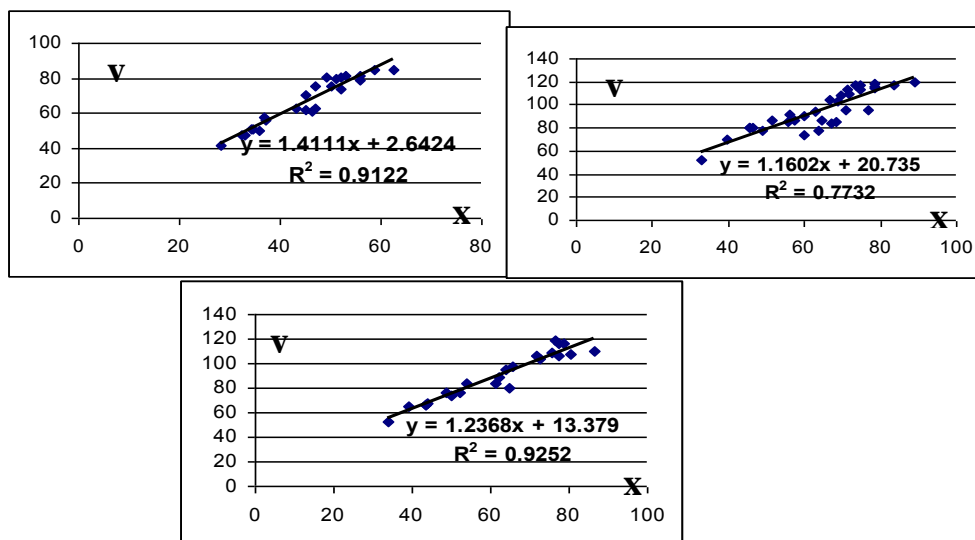 100
v
80
60
40
y = 1.4111x + 2.6424
R² = 0.9122
20
0
X
0 20 40 60 80
140
120
v
100
80
60
y = 1.1602x + 20.735
40
R² = 0.7732
20
0
X
0 20 40 60 80 100
140
120
v
100
80
60
y = 1.2368x + 13.379
40
R² = 0.9252
20
0
X
0 20 40 60 80 100